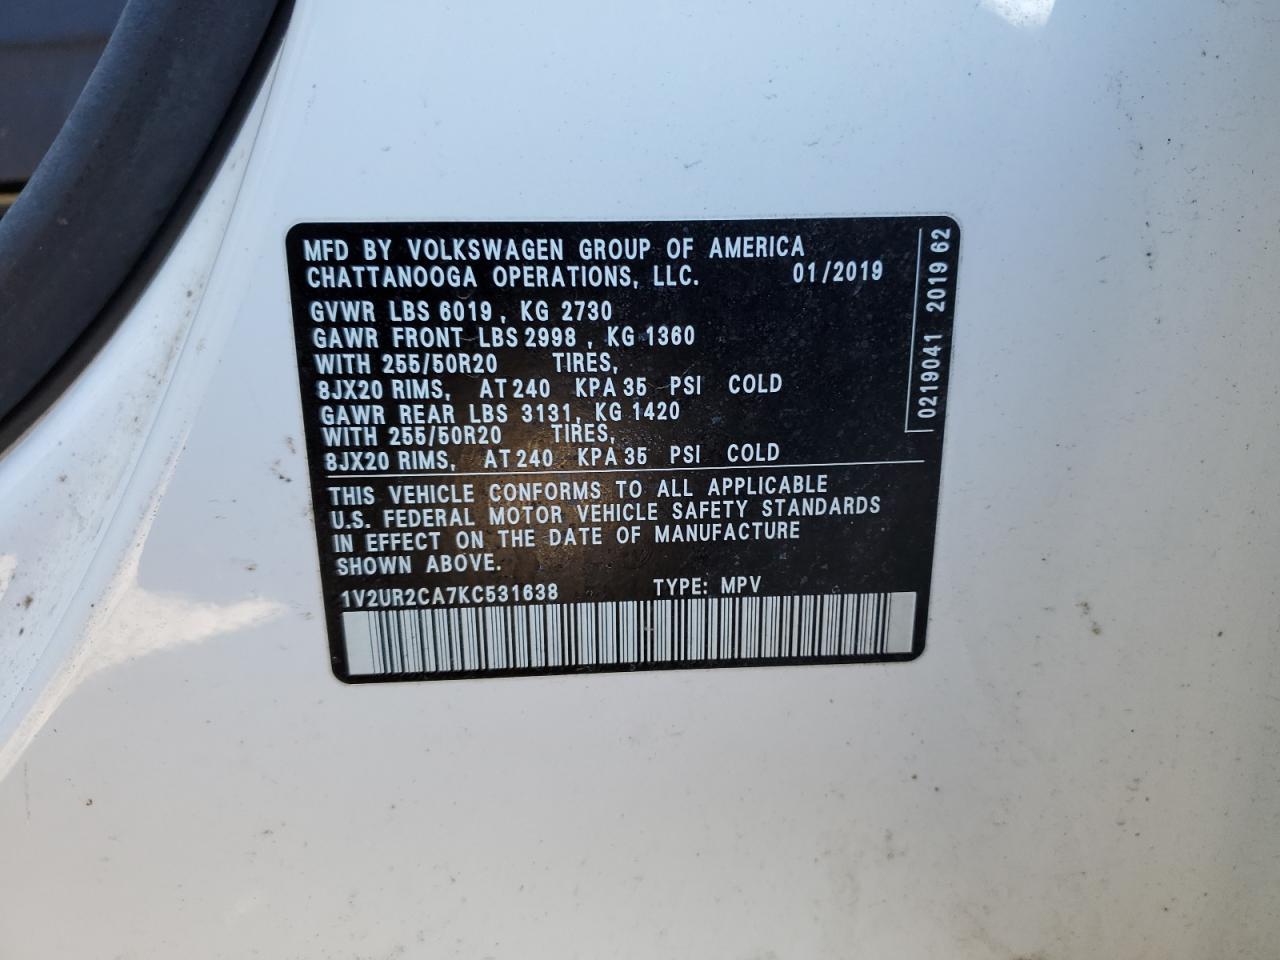 MFD BY VOLKSWAGEN GROUP OF AMERICA
CHATTANOOGA OPERATIONS, LLC. 01/2019
GVWR LBS 6019, KG 2730
GAWR FRONT LBS 2998, KG 1360
WITH 255/50R20 TIRES,
8JX20 RIMS, AT 240 KPA 35 PSI COLD
GAWR REAR LBS 3131, KG 1420
WITH 255/50R20 TIRES,
8JX20 RIMS, AT 240 KPA 35 PSI COLD
THIS VEHICLE CONFORMS TO ALL APPLICABLE
U.S. FEDERAL MOTOR VEHICLE SAFETY STANDARDS
IN EFFECT ON THE DATE OF MANUFACTURE
SHOWN ABOVE.
1V2UR2CA7KC531638 TYPE: MPV
0219041 2019 62